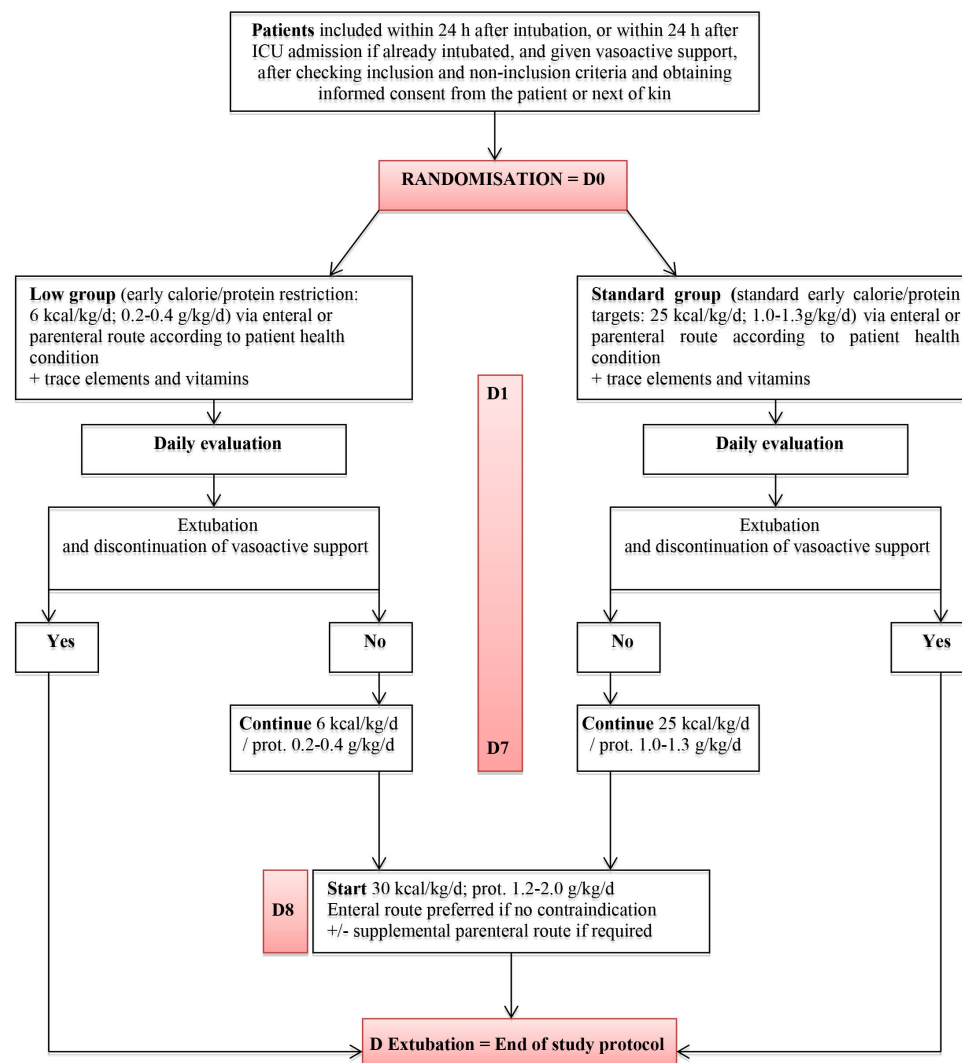 Patients included within 24 h after intubation, or within 24 h after
ICU admission if already intubated, and given vasoactive support,
after checking inclusion and non-inclusion criteria and obtaining
informed consent from the patient or next of kin
RANDOMISATION = D0
Low group (early calorie/protein restriction:
6 kcal/kg/d; 0.2-0.4 g/kg/d) via enteral or
parenteral route according to patient health
condition
+ trace elements and vitamins
Standard group (standard early calorie/protein
targets: 25 kcal/kg/d; 1.0-1.3g/kg/d) via enteral or
parenteral route according to patient health
condition
+ trace elements and vitamins
D1
Daily evaluation
Daily evaluation
Extubation
and discontinuation of vasoactive support
Extubation
and discontinuation of vasoactive support
Yes
No
No
Yes
Continue 6 kcal/kg/d
/ prot. 0.2-0.4 g/kg/d
D7
Continue 25 kcal/kg/d
/ prot. 1.0-1.3 g/kg/d
D8
Start 30 kcal/kg/d; prot. 1.2-2.0 g/kg/d
Enteral route preferred if no contraindication
+/- supplemental parenteral route if required
D Extubation = End of study protocol